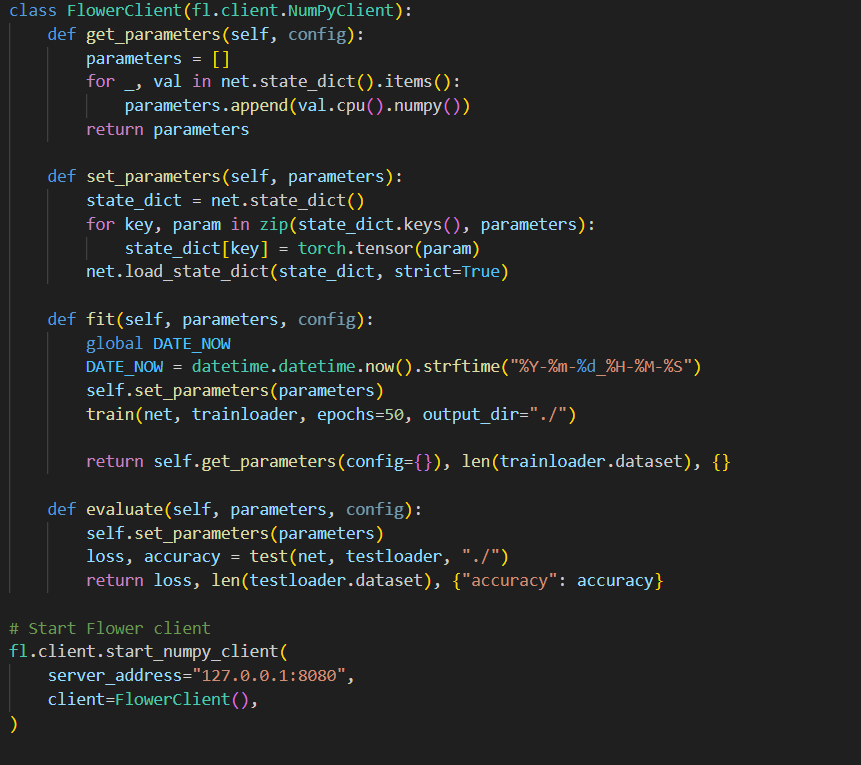 class FlowerClient(fl.client.NumPyClient):
    def get_parameters(self, config):
        parameters = []
        for _, val in net.state_dict().items():
            parameters.append(val.cpu().numpy())
        return parameters

    def set_parameters(self, parameters):
        state_dict = net.state_dict()
        for key, param in zip(state_dict.keys(), parameters):
            state_dict[key] = torch.tensor(param)
        net.load_state_dict(state_dict, strict=True)

    def fit(self, parameters, config):
        global DATE_NOW
        DATE_NOW = datetime.datetime.now().strftime("%Y-%m-%d_%H-%M-%S")
        self.set_parameters(parameters)
        train(net, trainloader, epochs=50, output_dir="./")

        return self.get_parameters(config={}), len(trainloader.dataset), {}

    def evaluate(self, parameters, config):
        self.set_parameters(parameters)
        loss, accuracy = test(net, testloader, "./")
        return loss, len(testloader.dataset), {"accuracy": accuracy}

# Start Flower client
fl.client.start_numpy_client(
    server_address="127.0.0.1:8080",
    client=FlowerClient(),
)